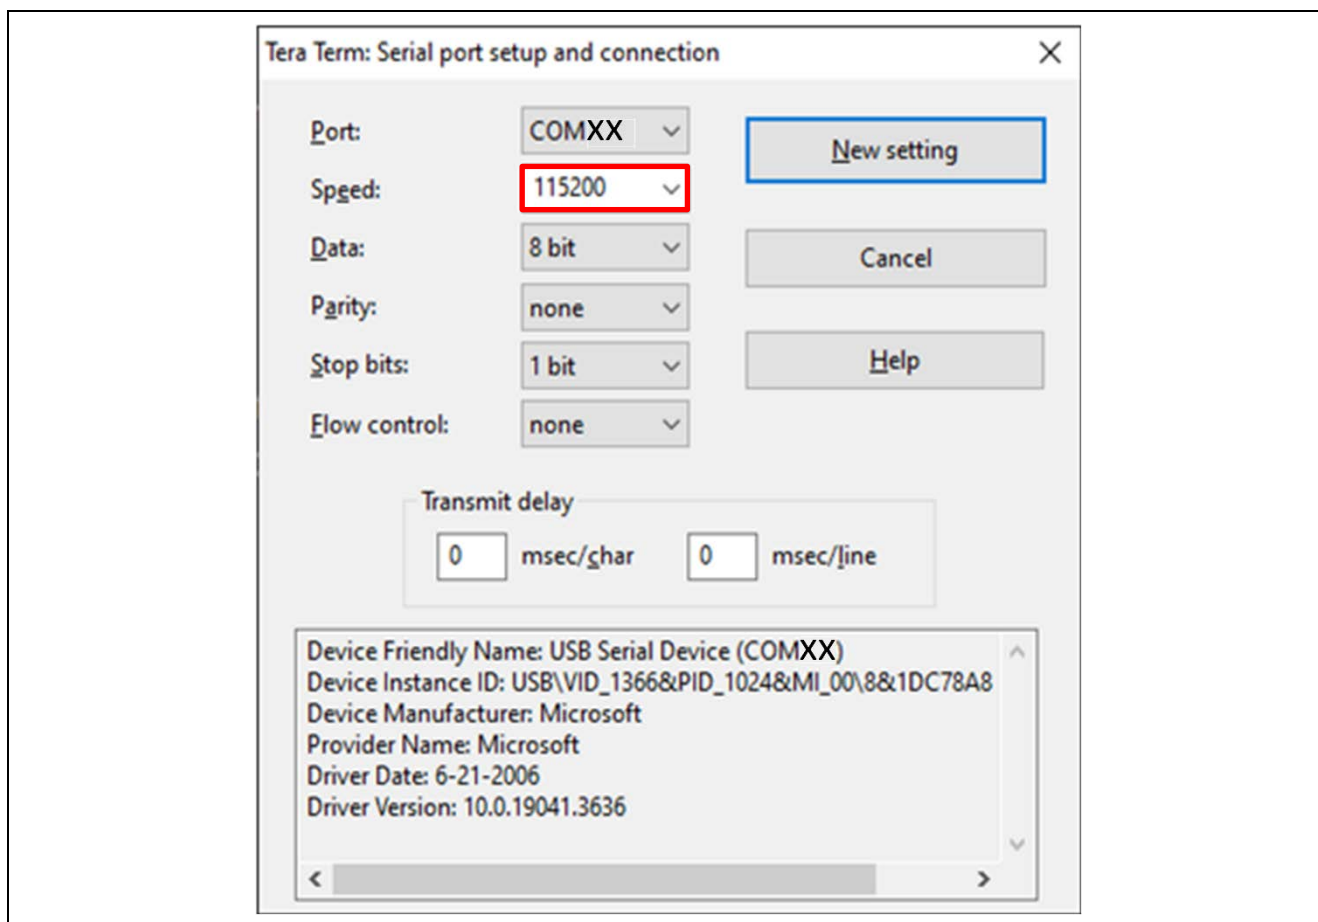 Tera Term: Serial port setup and connection
Port: COMXX New setting
Speed: 115200
Data: 8 bit Cancel
Parity: none
Stop bits: 1 bit Help
Flow control: none
Transmit delay
0 msec/char 0 msec/line
Device Friendly Name: USB Serial Device (COMXX)
Device Instance ID: USB\VID_1366&PID_1024&MI_00\8&1DC78A8
Device Manufacturer: Microsoft
Provider Name: Microsoft
Driver Date: 6-21-2006
Driver Version: 10.0.19041.3636